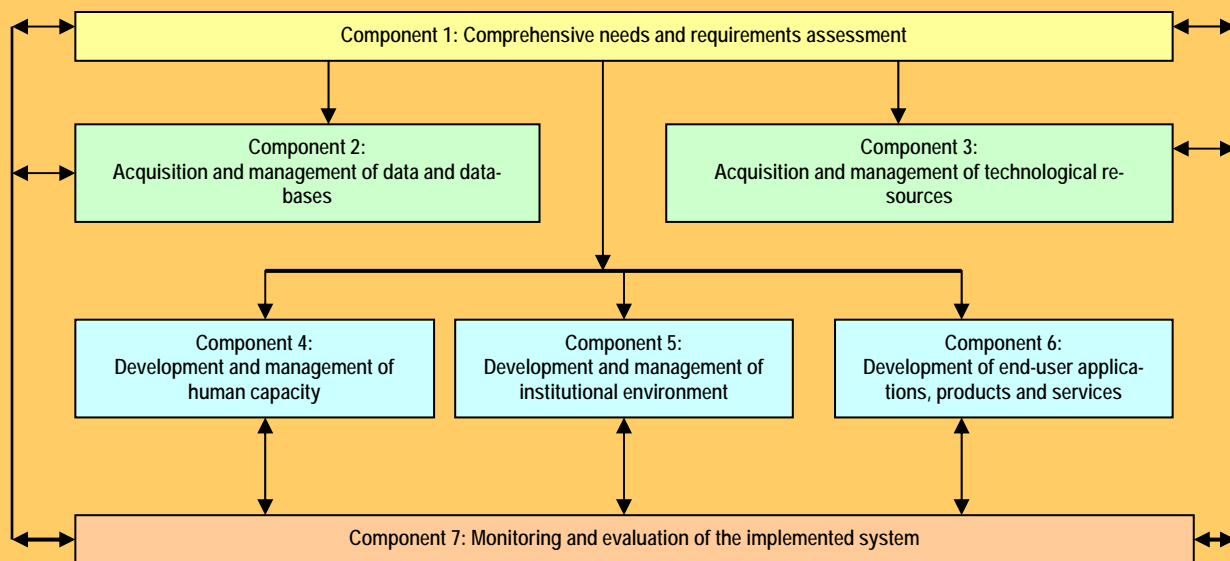 Component 1: Comprehensive needs and requirements assessment
Component 2:
Acquisition and management of data and data-
bases
Component 3:
Acquisition and management of technological re-
sources
Component 4:
Development and management of
human capacity
Component 5:
Development and management of
institutional environment
Component 6:
Development of end-user applica-
tions, products and services
Component 7: Monitoring and evaluation of the implemented system